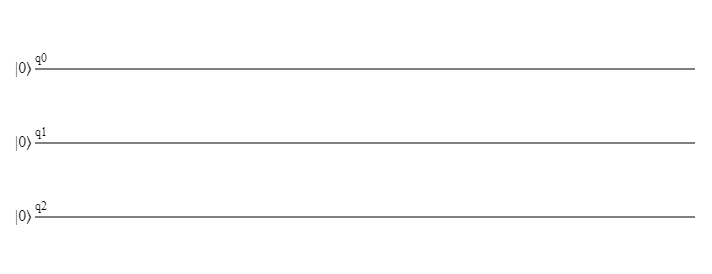 |0⟩ q0
|0⟩ q1
|0⟩ q2